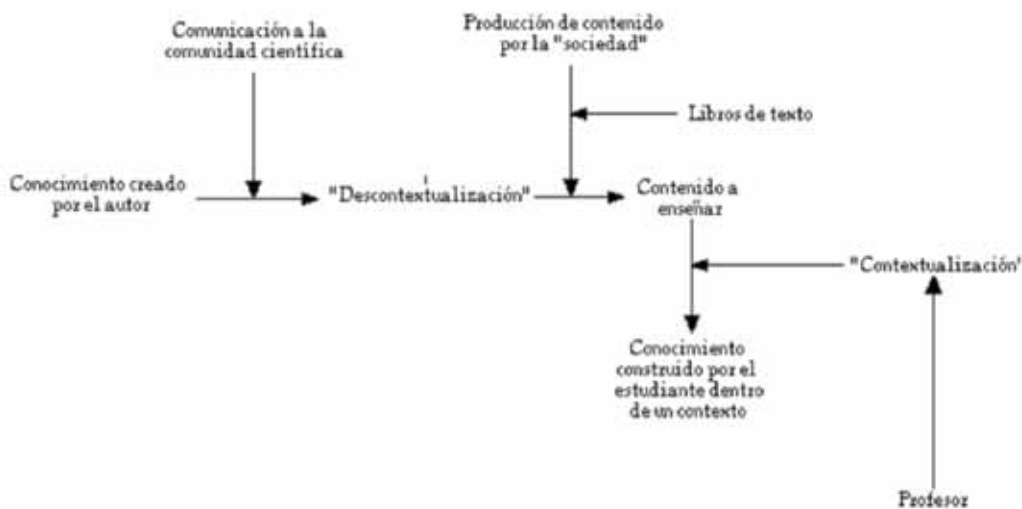 Comunicación a la
comunidad científica
Producción de contenido
por la "sociedad"
Libros de texto
Conocimiento creado
por el autor
"Descontextualización"
Contenido a
enseñar
"Contextualización"
Conocimiento
construido por el
estudiante dentro
de un contexto
Profesor